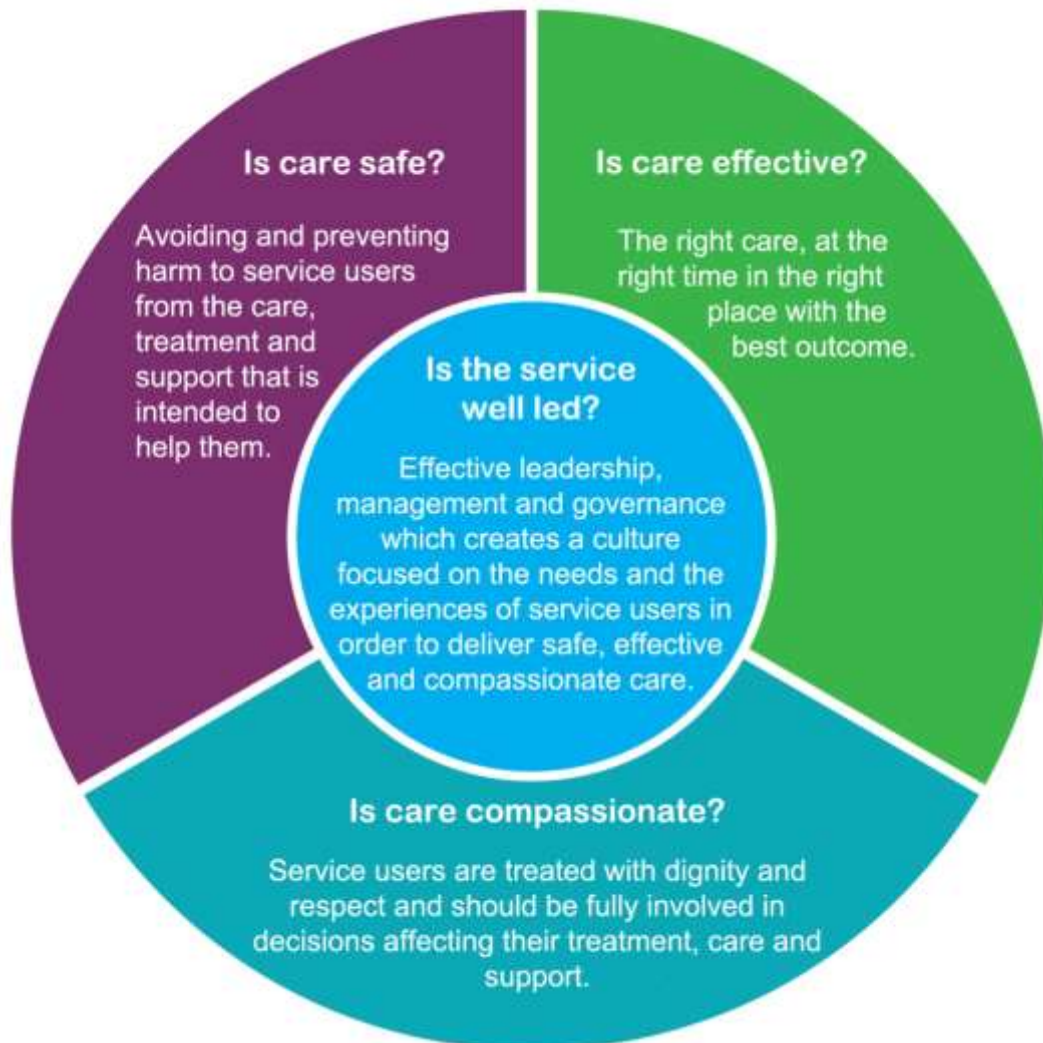 Is care safe?
Avoiding and preventing
harm to service users
from the care,
treatment and
support that is
intended to
help them.
Is care effective?
The right care, at the
right time in the right
place with the
best outcome.
Is the service
well led?
Effective leadership,
management and governance
which creates a culture
focused on the needs and the
experiences of service users in
order to deliver safe, effective
and compassionate care.
Is care compassionate?
Service users are treated with dignity and
respect and should be fully involved in
decisions affecting their treatment, care and
support.